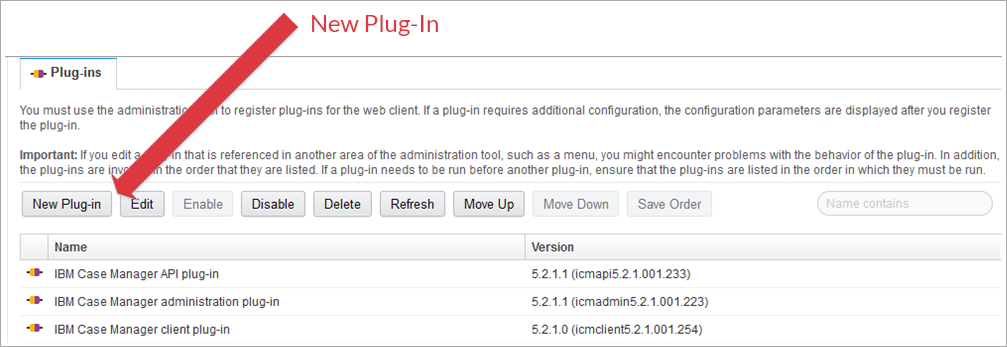 New Plug-In
Plug-ins
You must use the administration tool to register plug-ins for the web client. If a plug-in requires additional configuration, the configuration parameters are displayed after you register
the plug-in.
Important: If you edit a plug-in that is referenced in another area of the administration tool, such as a menu, you might encounter problems with the behavior of the plug-in. In addition,
the plug-ins are invoked in the order that they are listed. If a plug-in needs to be run before another plug-in, ensure that the plug-ins are listed in the order in which they must be run.
New Plug-in Edit Enable Disable Delete Refresh Move Up Move Down Save Order Name contains
Name Version
IBM Case Manager API plug-in 5.2.1.1 (icmapi5.2.1.001.233)
IBM Case Manager administration plug-in 5.2.1.1 (icmadmin5.2.1.001.223)
IBM Case Manager client plug-in 5.2.1.0 (icmclient5.2.1.001.254)